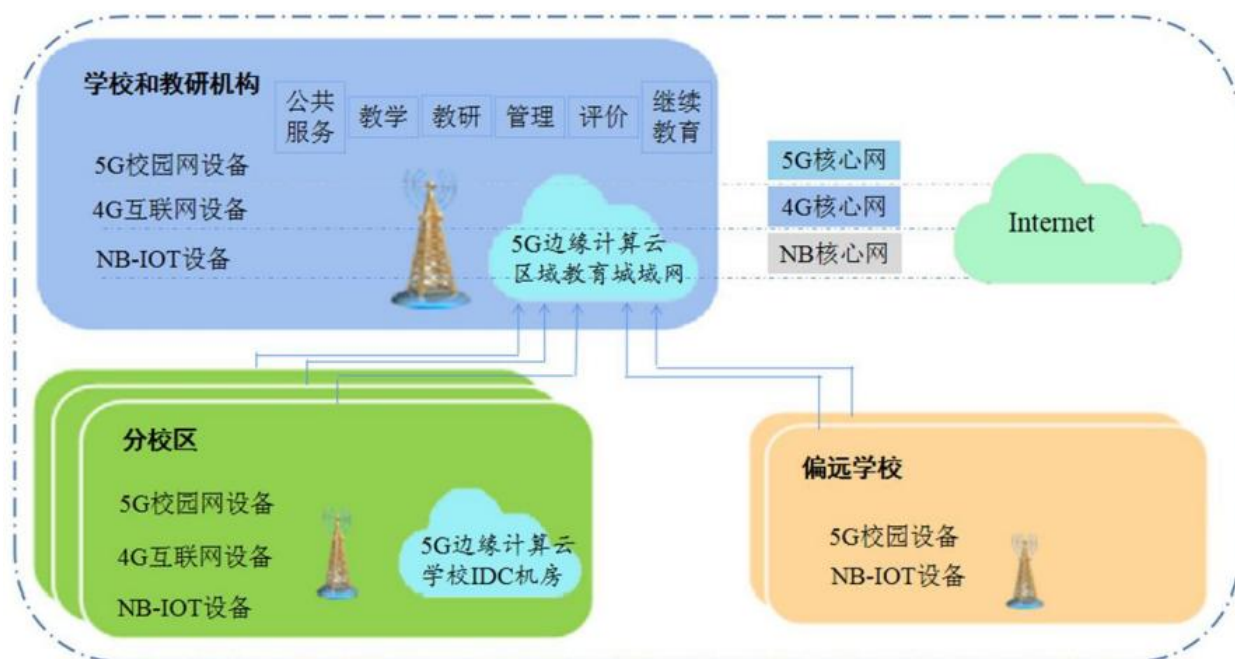 学校和教研机构
公共
服务
教学
教研
管理
评价
继续
教育
5G校园网设备
4G互联网设备
NB-IOT设备
5G边缘计算云
区域教育城域网
5G核心网
4G核心网
NB核心网
Internet
分校区
5G校园网设备
4G互联网设备
NB-IOT设备
5G边缘计算云
学校IDC机房
偏远学校
5G校园设备
NB-IOT设备